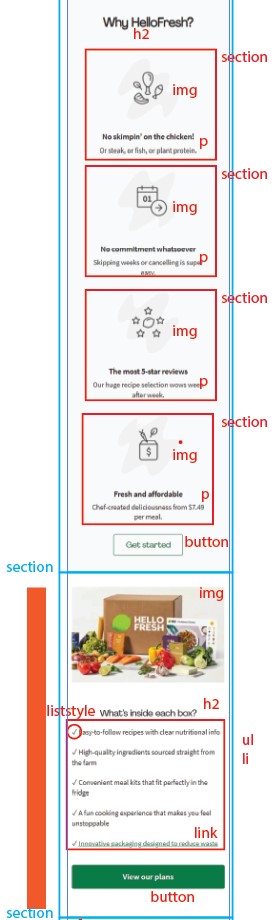 Why HelloFresh?
h2
section
img
No skimpin' on the chicken!
Or steak, or fish, or plant protein.
p
section
01
img
No commitment whatsoever
Skipping weeks or cancelling is super
easy.
p
section
img
The most 5-star reviews
Our huge recipe selection wows week
after week.
p
section
img
$
Fresh and affordable
p
Chef-created deliciousness from $7.49
per meal.
Get started
button
section
img
HELLO
FRESH
h2
liststyle
What's inside each box?
✓ Easy-to-follow recipes with clear nutritional info
ul
✓ High-quality ingredients sourced straight from
the farm
li
✓ Convenient meal kits that fit perfectly in the
fridge
✓ A fun cooking experience that makes you feel
unstoppable
link
✓ Innovative packaging designed to reduce waste
View our plans
button
section